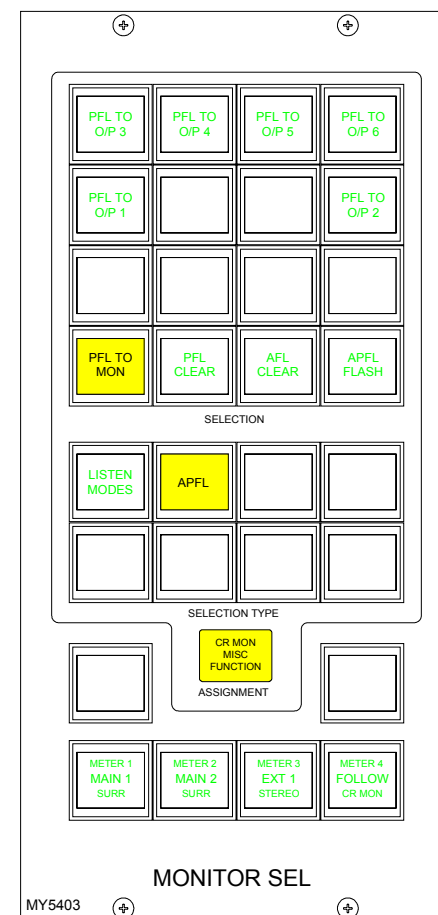 PFL TO
O/P 3
PFL TO
O/P 4
PFL TO
O/P 5
PFL TO
O/P 6
PFL TO
O/P 1
PFL TO
O/P 2
PFL TO
MON
PFL
CLEAR
AFL
CLEAR
APFL
FLASH
SELECTION
LISTEN
MODES
APFL
SELECTION TYPE
CR MON
MISC
FUNCTION
ASSIGNMENT
METER 1
MAIN 1
SURR
METER 2
MAIN 2
SURR
METER 3
EXT 1
STEREO
METER 4
FOLLOW
CR MON
MONITOR SEL
MY5403